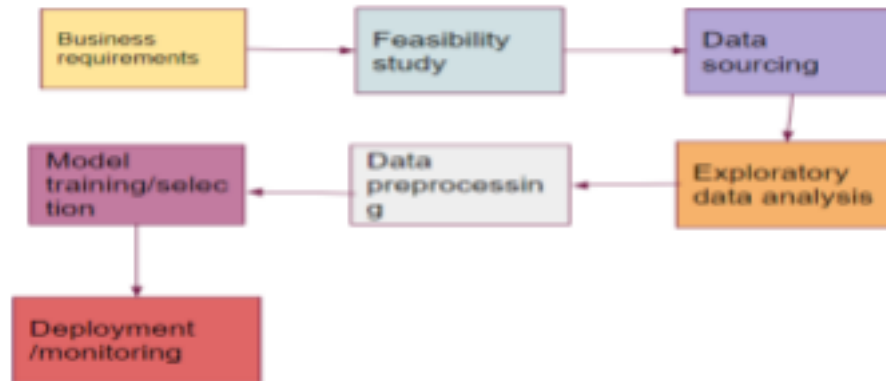 Business
requirements
Feasibility
study
Data
sourcing
Model
training/selec
tion
Data
preprocessin
g
Exploratory
data analysis
Deployment
/monitoring